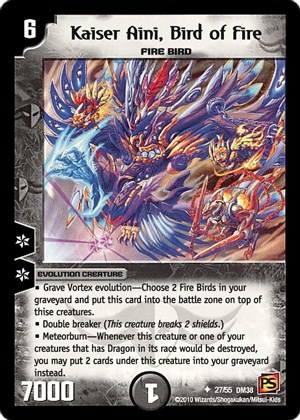 6 Kaiser Aini, Bird of Fire
FIRE BIRD
EVOLUTION CREATURE
▪ Grave Vortex evolution—Choose 2 Fire Birds in your
graveyard and put this card into the battle zone on top
of thise creatures.
▪ Double breaker (This creature breaks 2 shields.)
▪ Meteorburn—Whenever this creature or one of your
creatures that has Dragon in its race would be destroyed,
you may put 2 cards under this creature into your graveyard
instead.
7000
1
27/55 DM38
©2010 Wizards/Shogakukan/Mitsui-Kids
PS